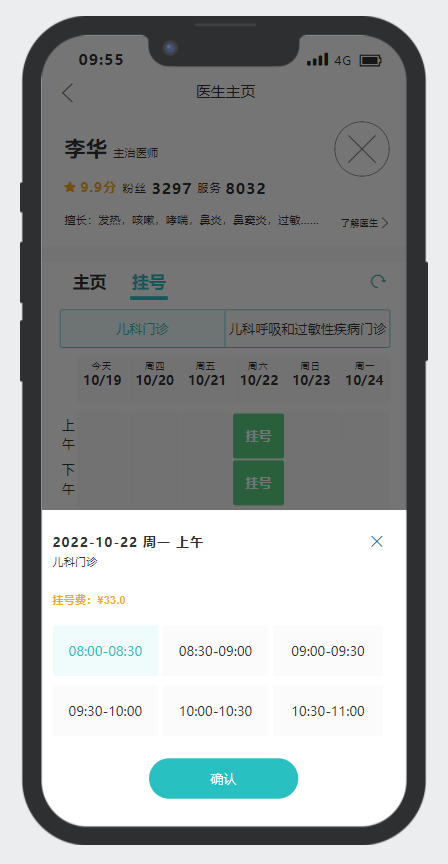 09:55 4G
医生主页
李华 主治医师
9.9分 粉丝 3297 服务 8032
擅长：发热，咳嗽，哮喘，鼻炎，鼻窦炎，过敏...... 了解医生
主页 挂号
儿科门诊 儿科呼吸和过敏性疾病门诊
今天 周四 周五 周六 周日 周一
10/19 10/20 10/21 10/22 10/23 10/24
上午 挂号
下午 挂号
2022-10-22 周一 上午
儿科门诊
挂号费：¥33.0
08:00-08:30 08:30-09:00 09:00-09:30
09:30-10:00 10:00-10:30 10:30-11:00
确认